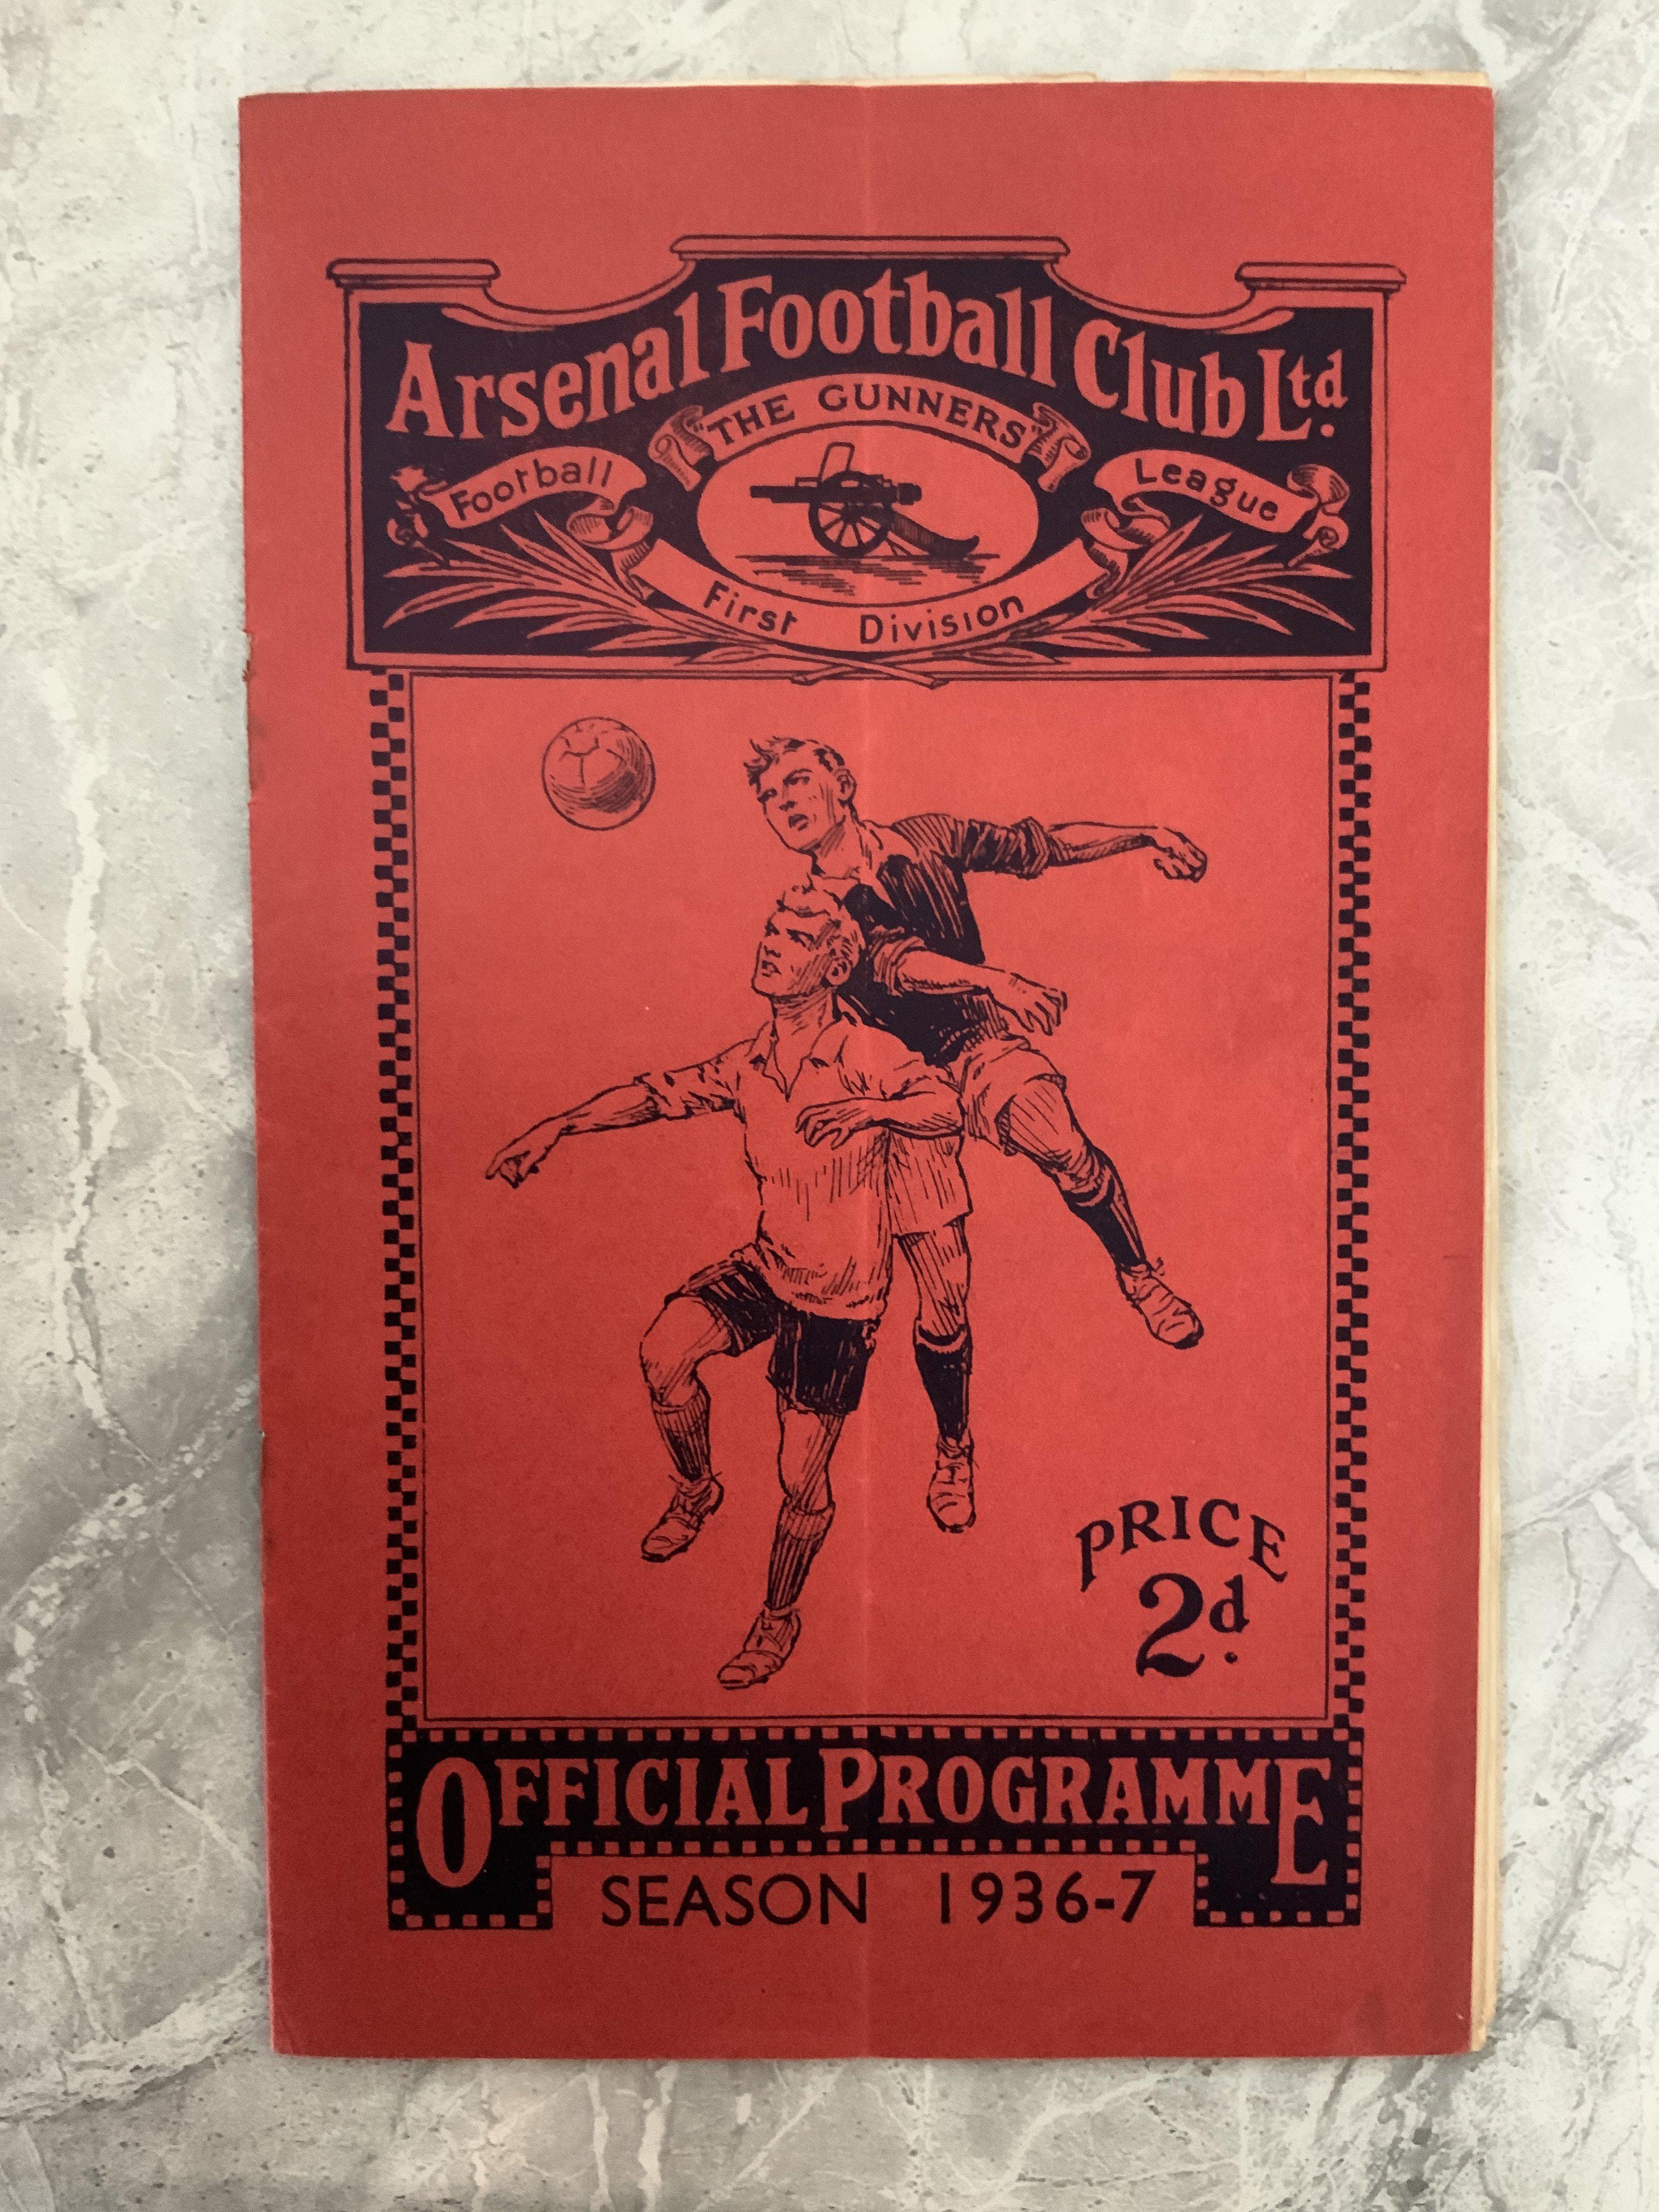 Arsenal Football Club Ltd.
"THE GUNNERS"
Football League
First Division
PRICE
2d.
OFFICIAL PROGRAMME
SEASON 1936-7